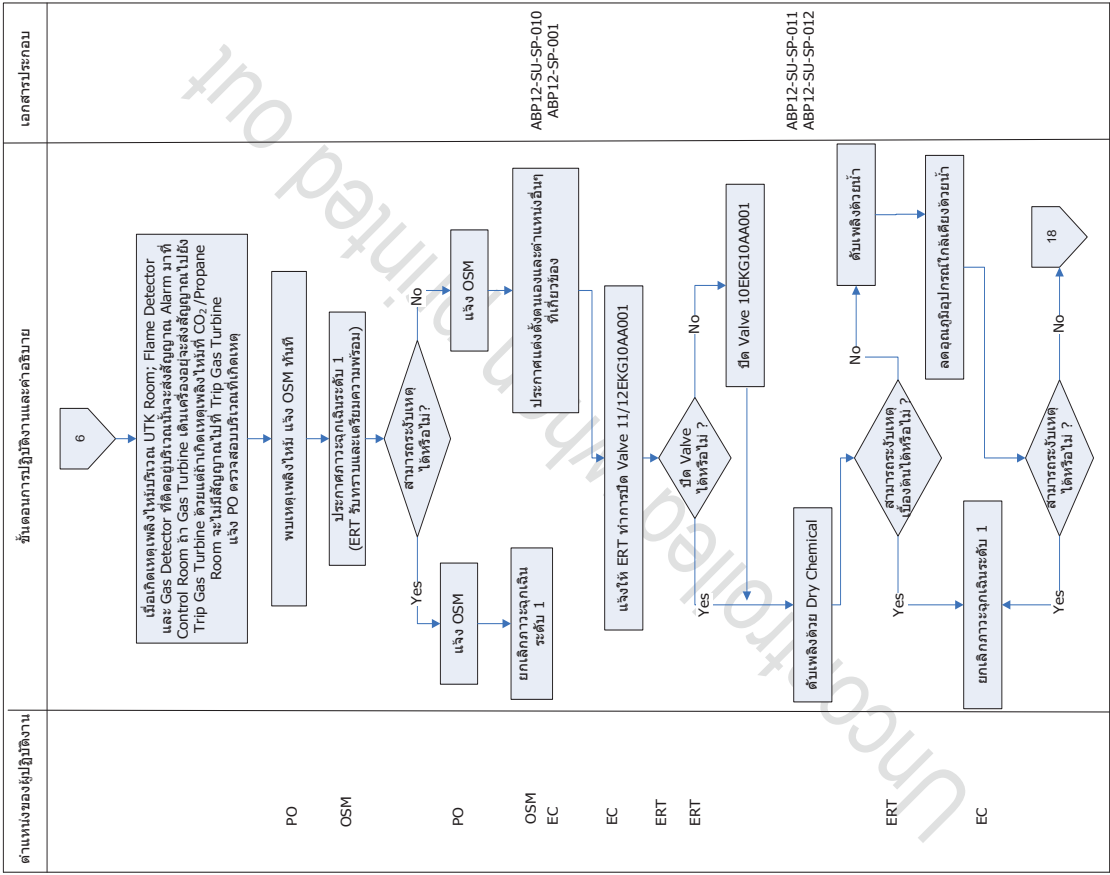 ตำแหน่งของผู้ปฏิบัติงาน
ขั้นตอนการปฏิบัติงานและคำอธิบาย
เอกสารประกอบ
6
เมื่อเกิดเหตุเพลิงไหม้บริเวณ UTK Room; Flame Detector
และ Gas Detector ที่ติดอยู่บริเวณนั้นจะส่งสัญญาณ Alarm มาที่
Control Room ถ้า Gas Turbine เดินเครื่องอยู่จะส่งสัญญาณไปยัง
Trip Gas Turbine ด้วยแต่ถ้าเกิดเหตุเพลิงไหม้ที่ CO2 /Propane
Room จะไม่มีสัญญาณไปที่ Trip Gas Turbine
แจ้ง PO ตรวจสอบบริเวณที่เกิดเหตุ
PO
พบเหตุเพลิงไหม้ แจ้ง OSM ทันที
OSM
ประกาศภาวะฉุกเฉินระดับ 1
(ERT รับทราบและเตรียมความพร้อม)
สามารถระงับเหตุ
ได้หรือไม่?
Yes
No
PO
แจ้ง OSM
แจ้ง OSM
OSM
EC
ยกเลิกภาวะฉุกเฉิน
ระดับ 1
ประกาศแต่งตั้งตนเองและตำแหน่งอื่นๆ
ที่เกี่ยวข้อง
ABP12-SU-SP-010
ABP12-SP-001
EC
แจ้งให้ ERT ทำการปิด Valve 11/12EKG10AA001
ERT
ERT
ปิด Valve
ได้หรือไม่ ?
Yes
No
ปิด Valve 10EKG10AA001
ดับเพลิงด้วย Dry Chemical
ABP12-SU-SP-011
ABP12-SU-SP-012
ERT
สามารถระงับเหตุ
เบื้องต้นได้หรือไม่ ?
Yes
No
ดับเพลิงด้วยน้ำ
EC
ยกเลิกภาวะฉุกเฉินระดับ 1
ลดอุณภูมิอุปกรณ์ใกล้เคียงด้วยน้ำ
สามารถระงับเหตุ
ได้หรือไม่ ?
Yes
No
18
Uncontrolled when printed out